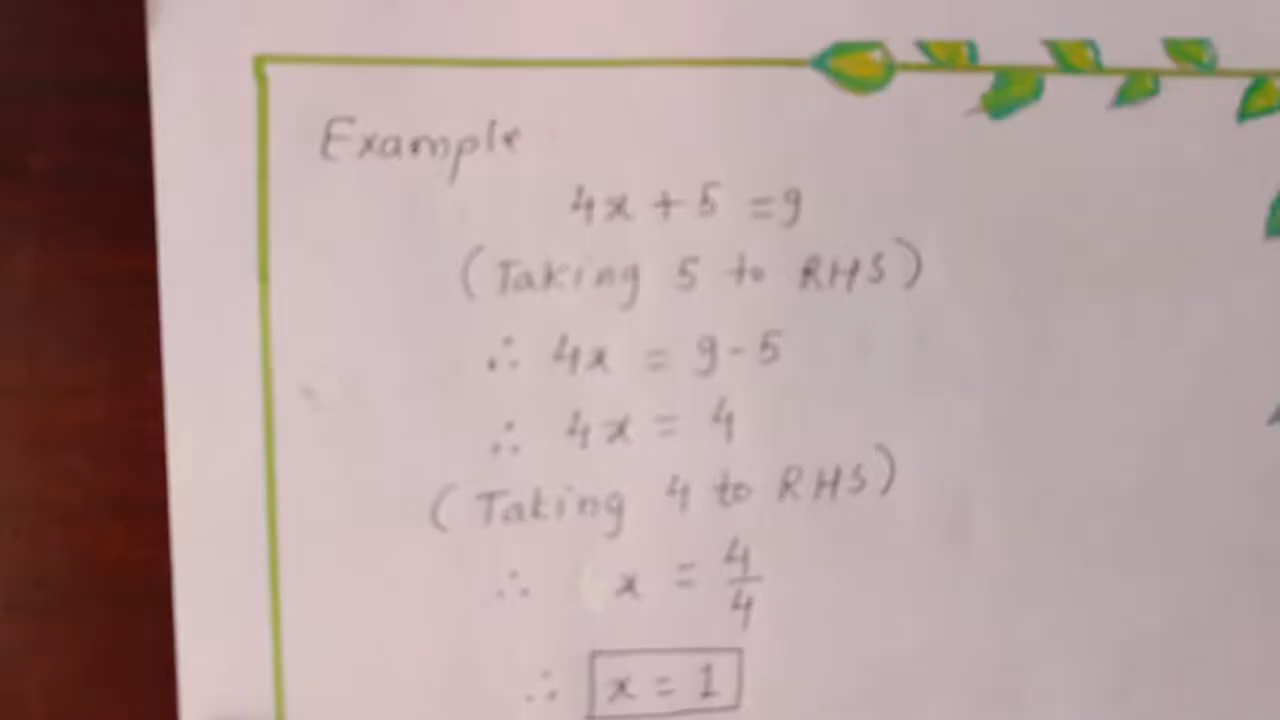 Example
4x + 5 = 9
(Taking 5 to RHS)
∴ 4x = 9 - 5
∴ 4x = 4
(Taking 4 to RHS)
∴ x = 4/4
∴ x = 1